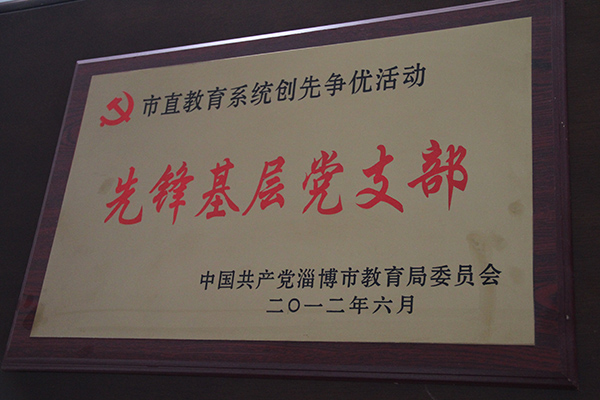 市直教育系统创先争优活动
先锋基层党支部
中国共产党淄博市教育局委员会
二〇一二年六月